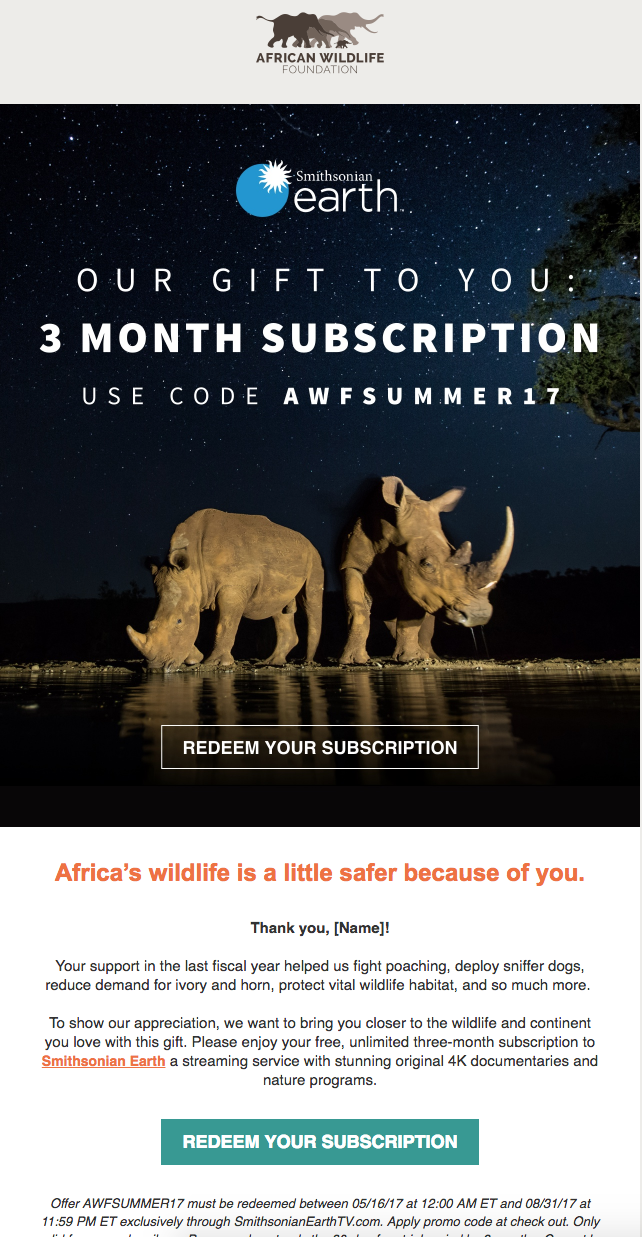 AFRICAN WILDLIFE
FOUNDATION
Smithsonian
earth
OUR GIFT TO YOU:
3 MONTH SUBSCRIPTION
USE CODE AWFSUMMER17
REDEEM YOUR SUBSCRIPTION
Africa's wildlife is a little safer because of you.
Thank you, [Name]!
Your support in the last fiscal year helped us fight poaching, deploy sniffer dogs,
reduce demand for ivory and horn, protect vital wildlife habitat, and so much more.
To show our appreciation, we want to bring you closer to the wildlife and continent
you love with this gift. Please enjoy your free, unlimited three-month subscription to
Smithsonian Earth a streaming service with stunning original 4K documentaries and
nature programs.
REDEEM YOUR SUBSCRIPTION
Offer AWFSUMMER17 must be redeemed between 05/16/17 at 12:00 AM ET and 08/31/17 at
11:59 PM ET exclusively through SmithsonianEarthTV.com. Apply promo code at check out. Only